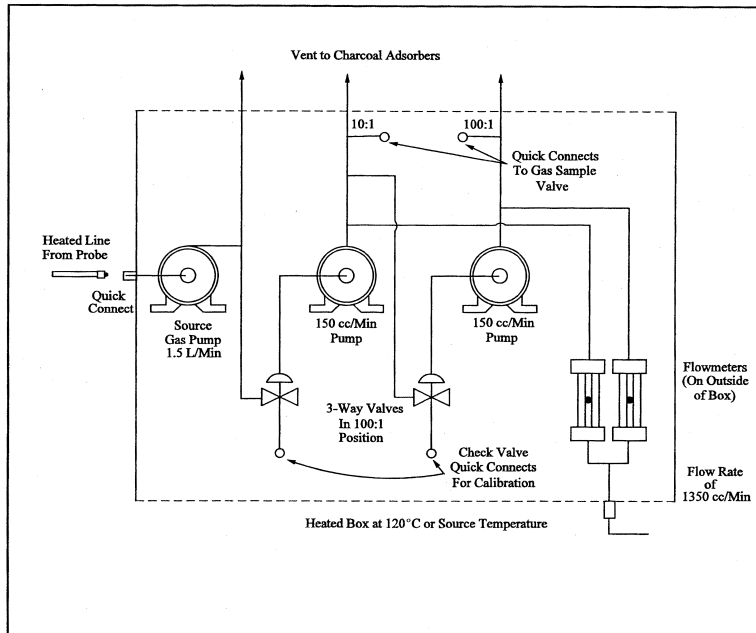 Vent to Charcoal Adsorbers
10:1
100:1
Quick Connects
To Gas Sample
Valve
Heated Line
From Probe
Quick
Connect
Source
Gas Pump
1.5 L/Min
150 cc/Min
Pump
150 cc/Min
Pump
Flowmeters
(On Outside
of Box)
3-Way Valves
In 100:1
Position
Check Valve
Quick Connects
For Calibration
Flow Rate
of
1350 cc/Min
Heated Box at 120°C or Source Temperature